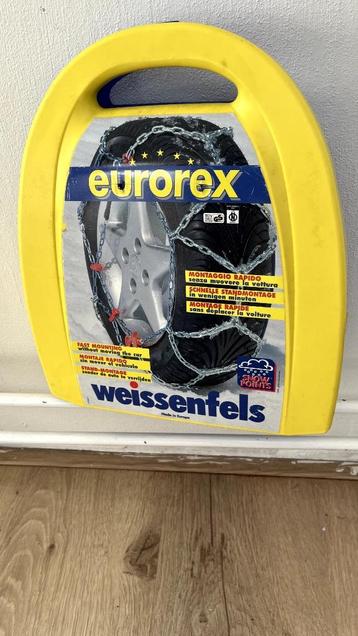 eurorex
MONTAGGIO RAPIDO
senza muovere la vettura
SCHNELLE STANDMONTAGE
in wenigen minuten
MONTAGE RAPIDE
sans déplacer la voiture
FAST MOUNTING
without moving the car
MONTAJE RAPIDO
sin mover el vehiculo
STAND-MONTAGE
zonder de auto te verrijden
SNOW
POINTS
weissenfels
Made in Europe